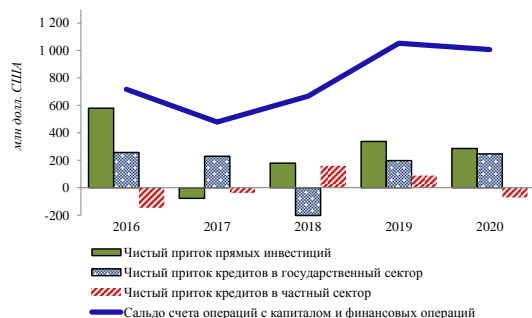 млн долл. США
1 200
1 000
800
600
400
200
0
-200
2016 2017 2018 2019 2020
Чистый приток прямых инвестиций
Чистый приток кредитов в государственный сектор
Чистый приток кредитов в частный сектор
Сальдо счета операций с капиталом и финансовых операций